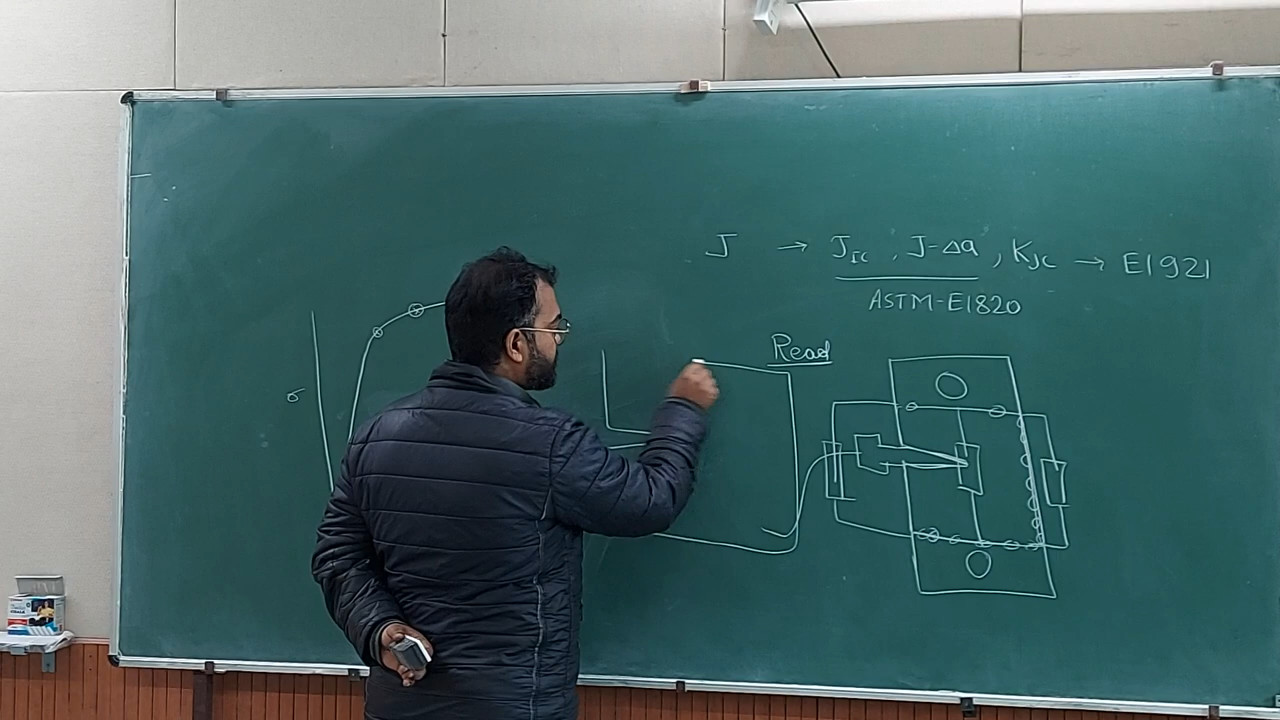 J → J_IC , J-Δa , K_JC → E1921
ASTM-E1820
Read
σ